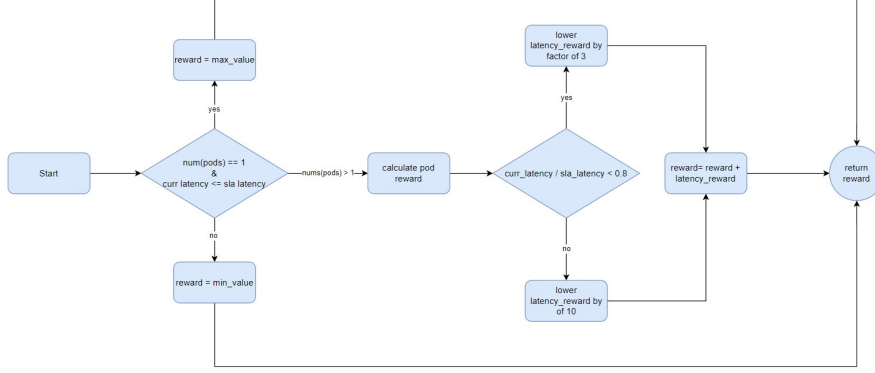 lower
latency_reward by
factor of 3
reward = max_value
yes
yes
num(pods) == 1
&
curr latency <= sla latency
Start
nums(pods) > 1
calculate pod
reward
curr_latency / sla_latency < 0.8
reward= reward +
latency_reward
return
reward
no
no
reward = min_value
lower
latency_reward by
of 10